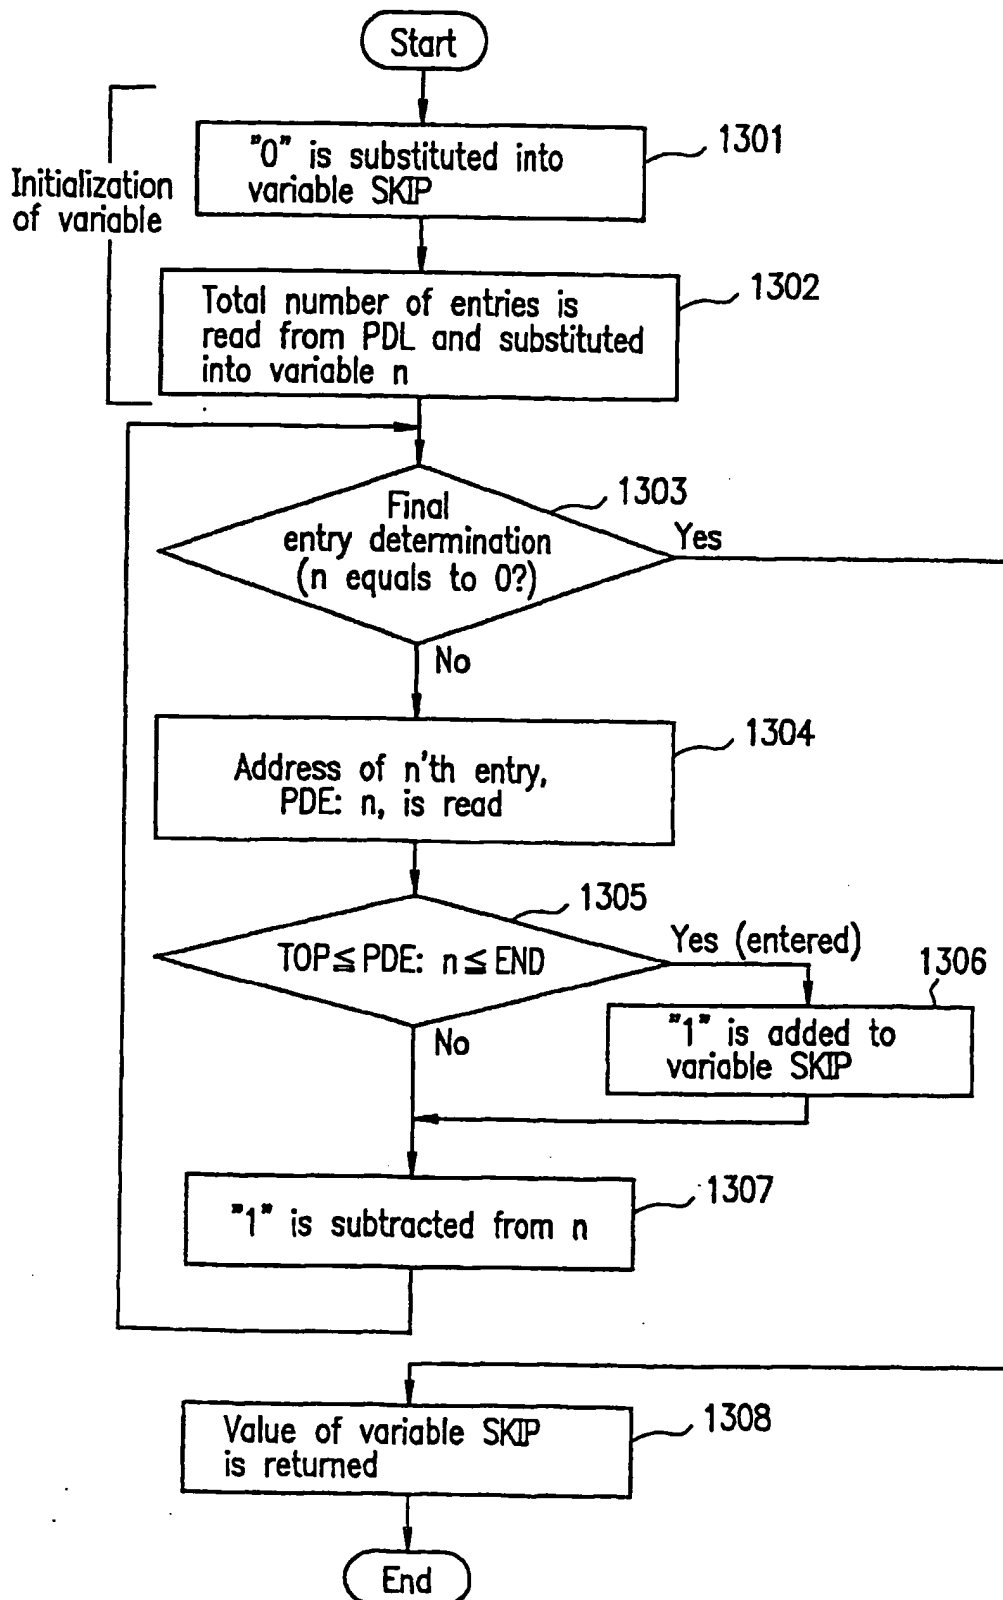 Start
"0" is substituted into
variable SKIP
1301
Initialization
of variable
Total number of entries is
read from PDL and substituted
into variable n
1302
Final
entry determination
(n equals to 0?)
1303
Yes
No
Address of n'th entry,
PDE: n, is read
1304
TOP≦PDE: n≦END
1305
Yes (entered)
1306
"1" is added to
variable SKIP
No
"1" is subtracted from n
1307
Value of variable SKIP
is returned
1308
End